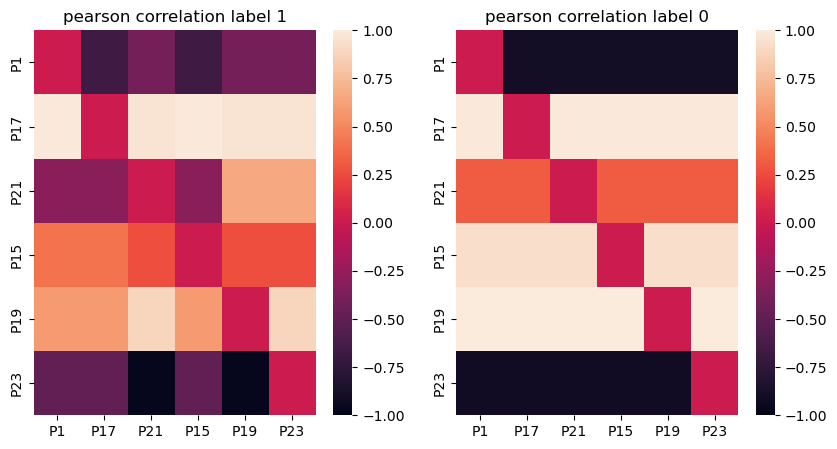 pearson correlation label 1
P1
P17
P21
P15
P19
P23
P1 P17 P21 P15 P19 P23
1.00
0.75
0.50
0.25
0.00
−0.25
−0.50
−0.75
−1.00
pearson correlation label 0
P1
P17
P21
P15
P19
P23
P1 P17 P21 P15 P19 P23
1.00
0.75
0.50
0.25
0.00
−0.25
−0.50
−0.75
−1.00